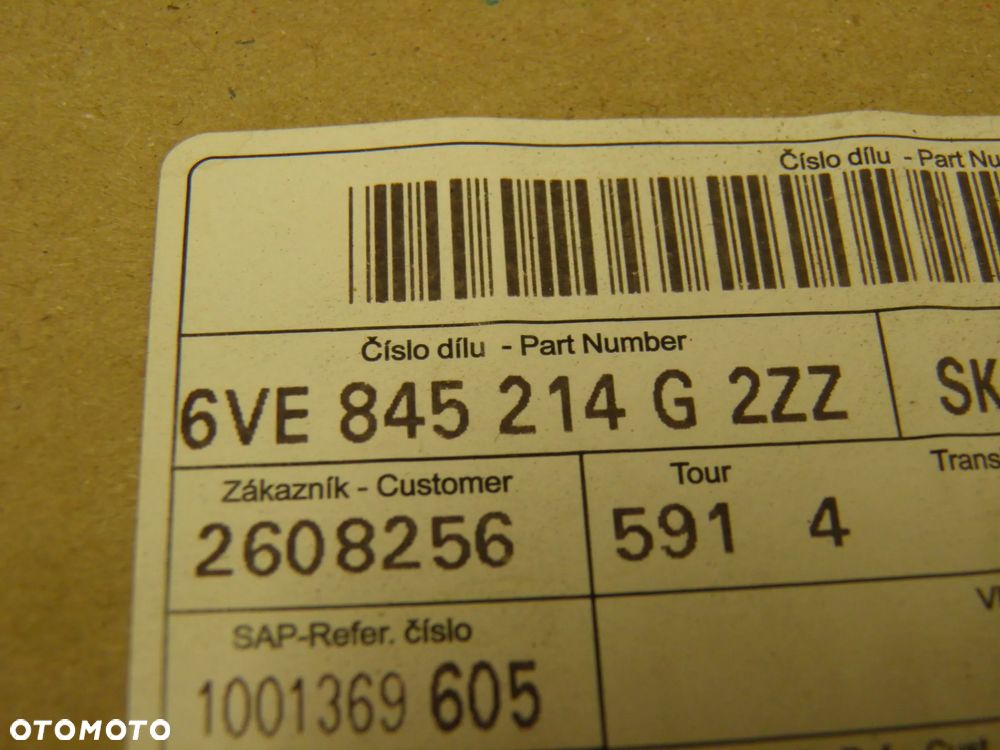 Číslo dílu - Part Nu
Číslo dílu - Part Number
6VE 845 214 G 2ZZ
SK
Zákazník - Customer
2608256
Tour
591 4
Trans
SAP-Refer. číslo
1001369 605
OTOMOTO